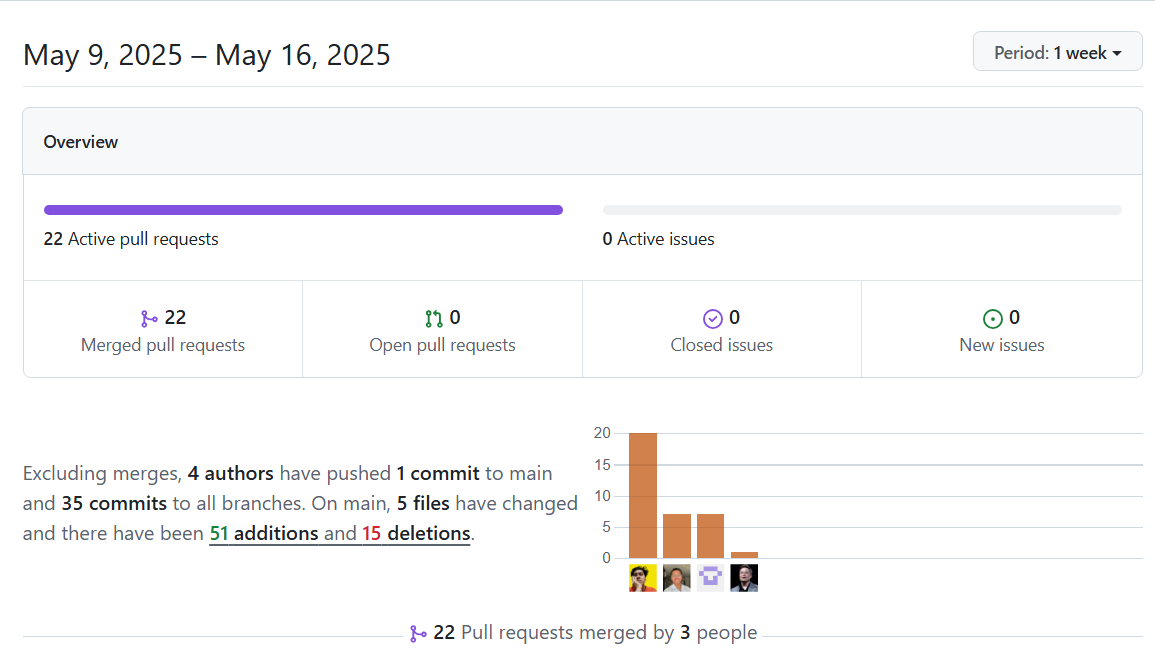 May 9, 2025 – May 16, 2025
Period: 1 week
Overview
22 Active pull requests
0 Active issues
22
Merged pull requests
0
Open pull requests
0
Closed issues
0
New issues
Excluding merges, 4 authors have pushed 1 commit to main
and 35 commits to all branches. On main, 5 files have changed
and there have been 51 additions and 15 deletions.
20
15
10
5
0
22 Pull requests merged by 3 people